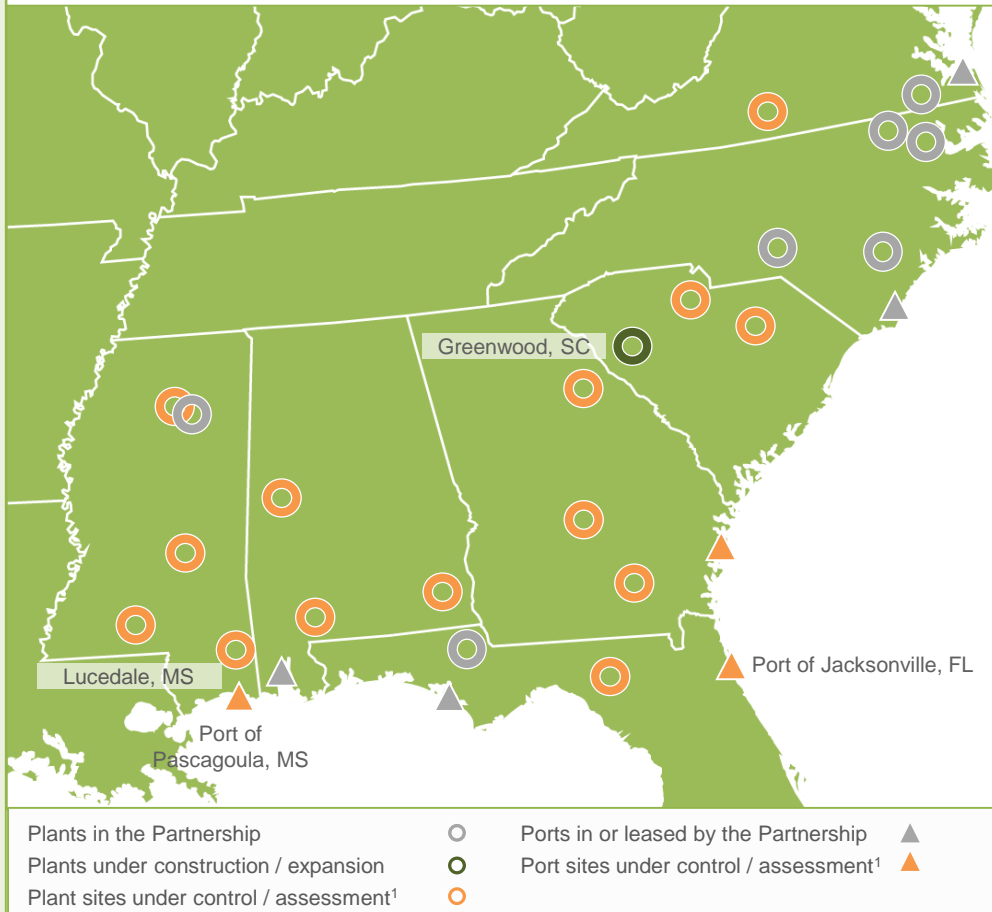 Greenwood, SC
Lucedale, MS
Port of Jacksonville, FL
Port of
Pascagoula, MS
Plants in the Partnership
Ports in or leased by the Partnership
Plants under construction / expansion
Port sites under control / assessment¹
Plant sites under control / assessment¹